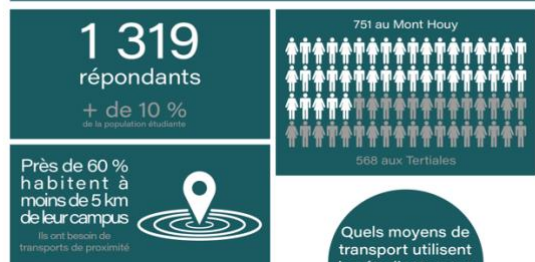 1 319
répondants
+ de 10 %
de la population étudiante
751 au Mont Houy
568 aux Tertiales
Près de 60 %
habitent à
moins de 5 km
de leur campus
Ils ont besoin de
transports de proximité
Quels moyens de
transport utilisent